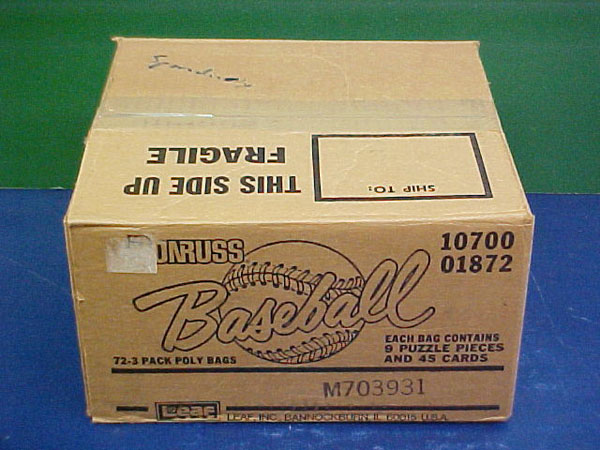 THIS SIDE UP
FRAGILE
SHIP TO:
DONRUSS
Baseball
10700
01872
72-3 PACK POLY BAGS
EACH BAG CONTAINS
9 PUZZLE PIECES
AND 45 CARDS
M703931
Leaf
LEAF, INC. BANNOCKBURN, IL 60015 U.S.A.